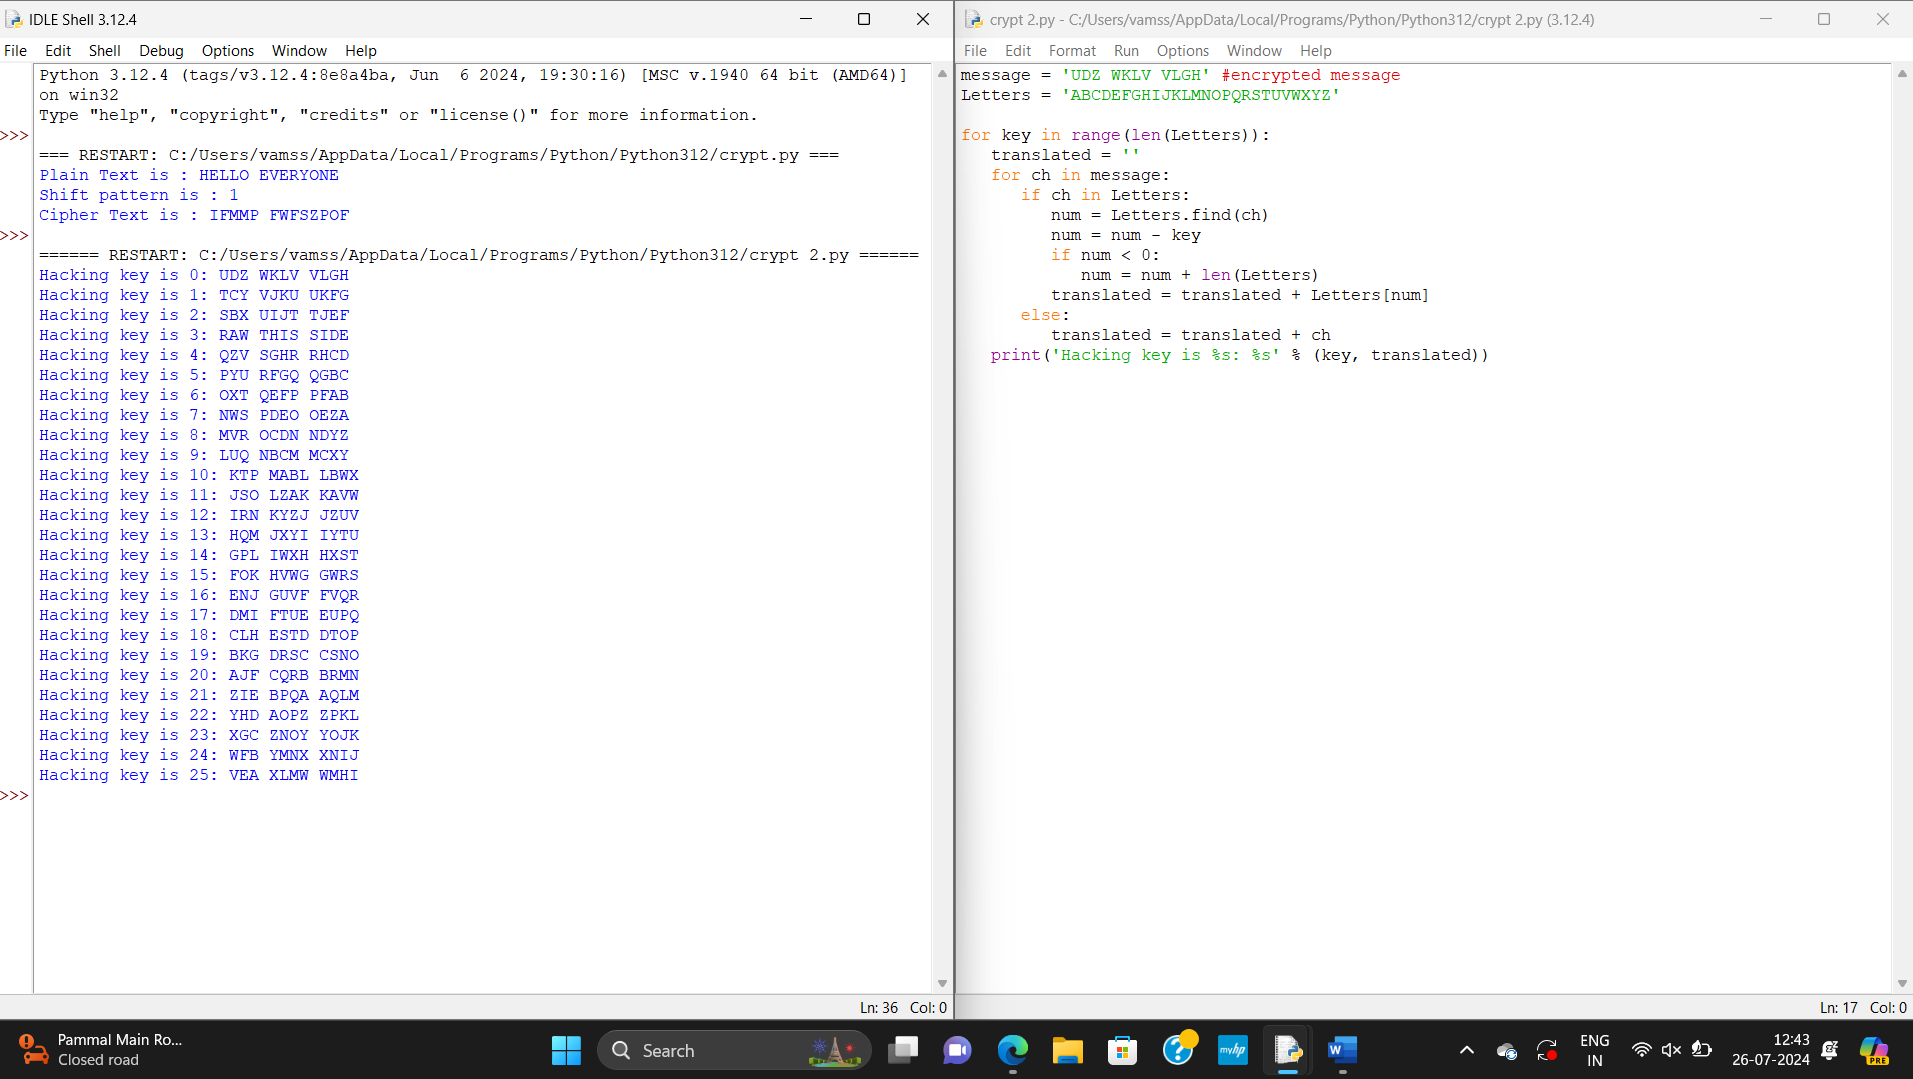 IDLE Shell 3.12.4
File Edit Shell Debug Options Window Help
Python 3.12.4 (tags/v3.12.4:8e8a4ba, Jun  6 2024, 19:30:16) [MSC v.1940 64 bit (AMD64)]
on win32
Type "help", "copyright", "credits" or "license()" for more information.
>>>
=== RESTART: C:/Users/vamss/AppData/Local/Programs/Python/Python312/crypt.py ===
Plain Text is : HELLO EVERYONE
Shift pattern is : 1
Cipher Text is : IFMMP FWFSZPOF
>>>
====== RESTART: C:/Users/vamss/AppData/Local/Programs/Python/Python312/crypt 2.py ======
Hacking key is 0: UDZ WKLV VLGH
Hacking key is 1: TCY VJKU UKFG
Hacking key is 2: SBX UIJT TJEF
Hacking key is 3: RAW THIS SIDE
Hacking key is 4: QZV SGHR RHCD
Hacking key is 5: PYU RFGQ QGBC
Hacking key is 6: OXT QEFP PFAB
Hacking key is 7: NWS PDEO OEZA
Hacking key is 8: MVR OCDN NDYZ
Hacking key is 9: LUQ NBCM MCXY
Hacking key is 10: KTP MABL LBWX
Hacking key is 11: JSO LZAK KAVW
Hacking key is 12: IRN KYZJ JZUV
Hacking key is 13: HQM JXYI IYTU
Hacking key is 14: GPL IWXH HXST
Hacking key is 15: FOK HVWG GWRS
Hacking key is 16: ENJ GUVF FVQR
Hacking key is 17: DMI FTUE EUPQ
Hacking key is 18: CLH ESTD DTOP
Hacking key is 19: BKG DRSC CSNO
Hacking key is 20: AJF CQRB BRMN
Hacking key is 21: ZIE BPQA AQLM
Hacking key is 22: YHD AOPZ ZPKL
Hacking key is 23: XGC ZNOY YOJK
Hacking key is 24: WFB YMNX XNIJ
Hacking key is 25: VEA XLMW WMHI
>>>
Ln: 36 Col: 0
crypt 2.py - C:/Users/vamss/AppData/Local/Programs/Python/Python312/crypt 2.py (3.12.4)
File Edit Format Run Options Window Help
message = 'UDZ WKLV VLGH' #encrypted message
Letters = 'ABCDEFGHIJKLMNOPQRSTUVWXYZ'
for key in range(len(Letters)):
   translated = ''
   for ch in message:
      if ch in Letters:
         num = Letters.find(ch)
         num = num - key
         if num < 0:
            num = num + len(Letters)
         translated = translated + Letters[num]
      else:
         translated = translated + ch
   print('Hacking key is %s: %s' % (key, translated))
Ln: 17 Col: 0
Pammal Main Ro...
Closed road
Search
myhp
W
PRE
ENG
IN
12:43
26-07-2024